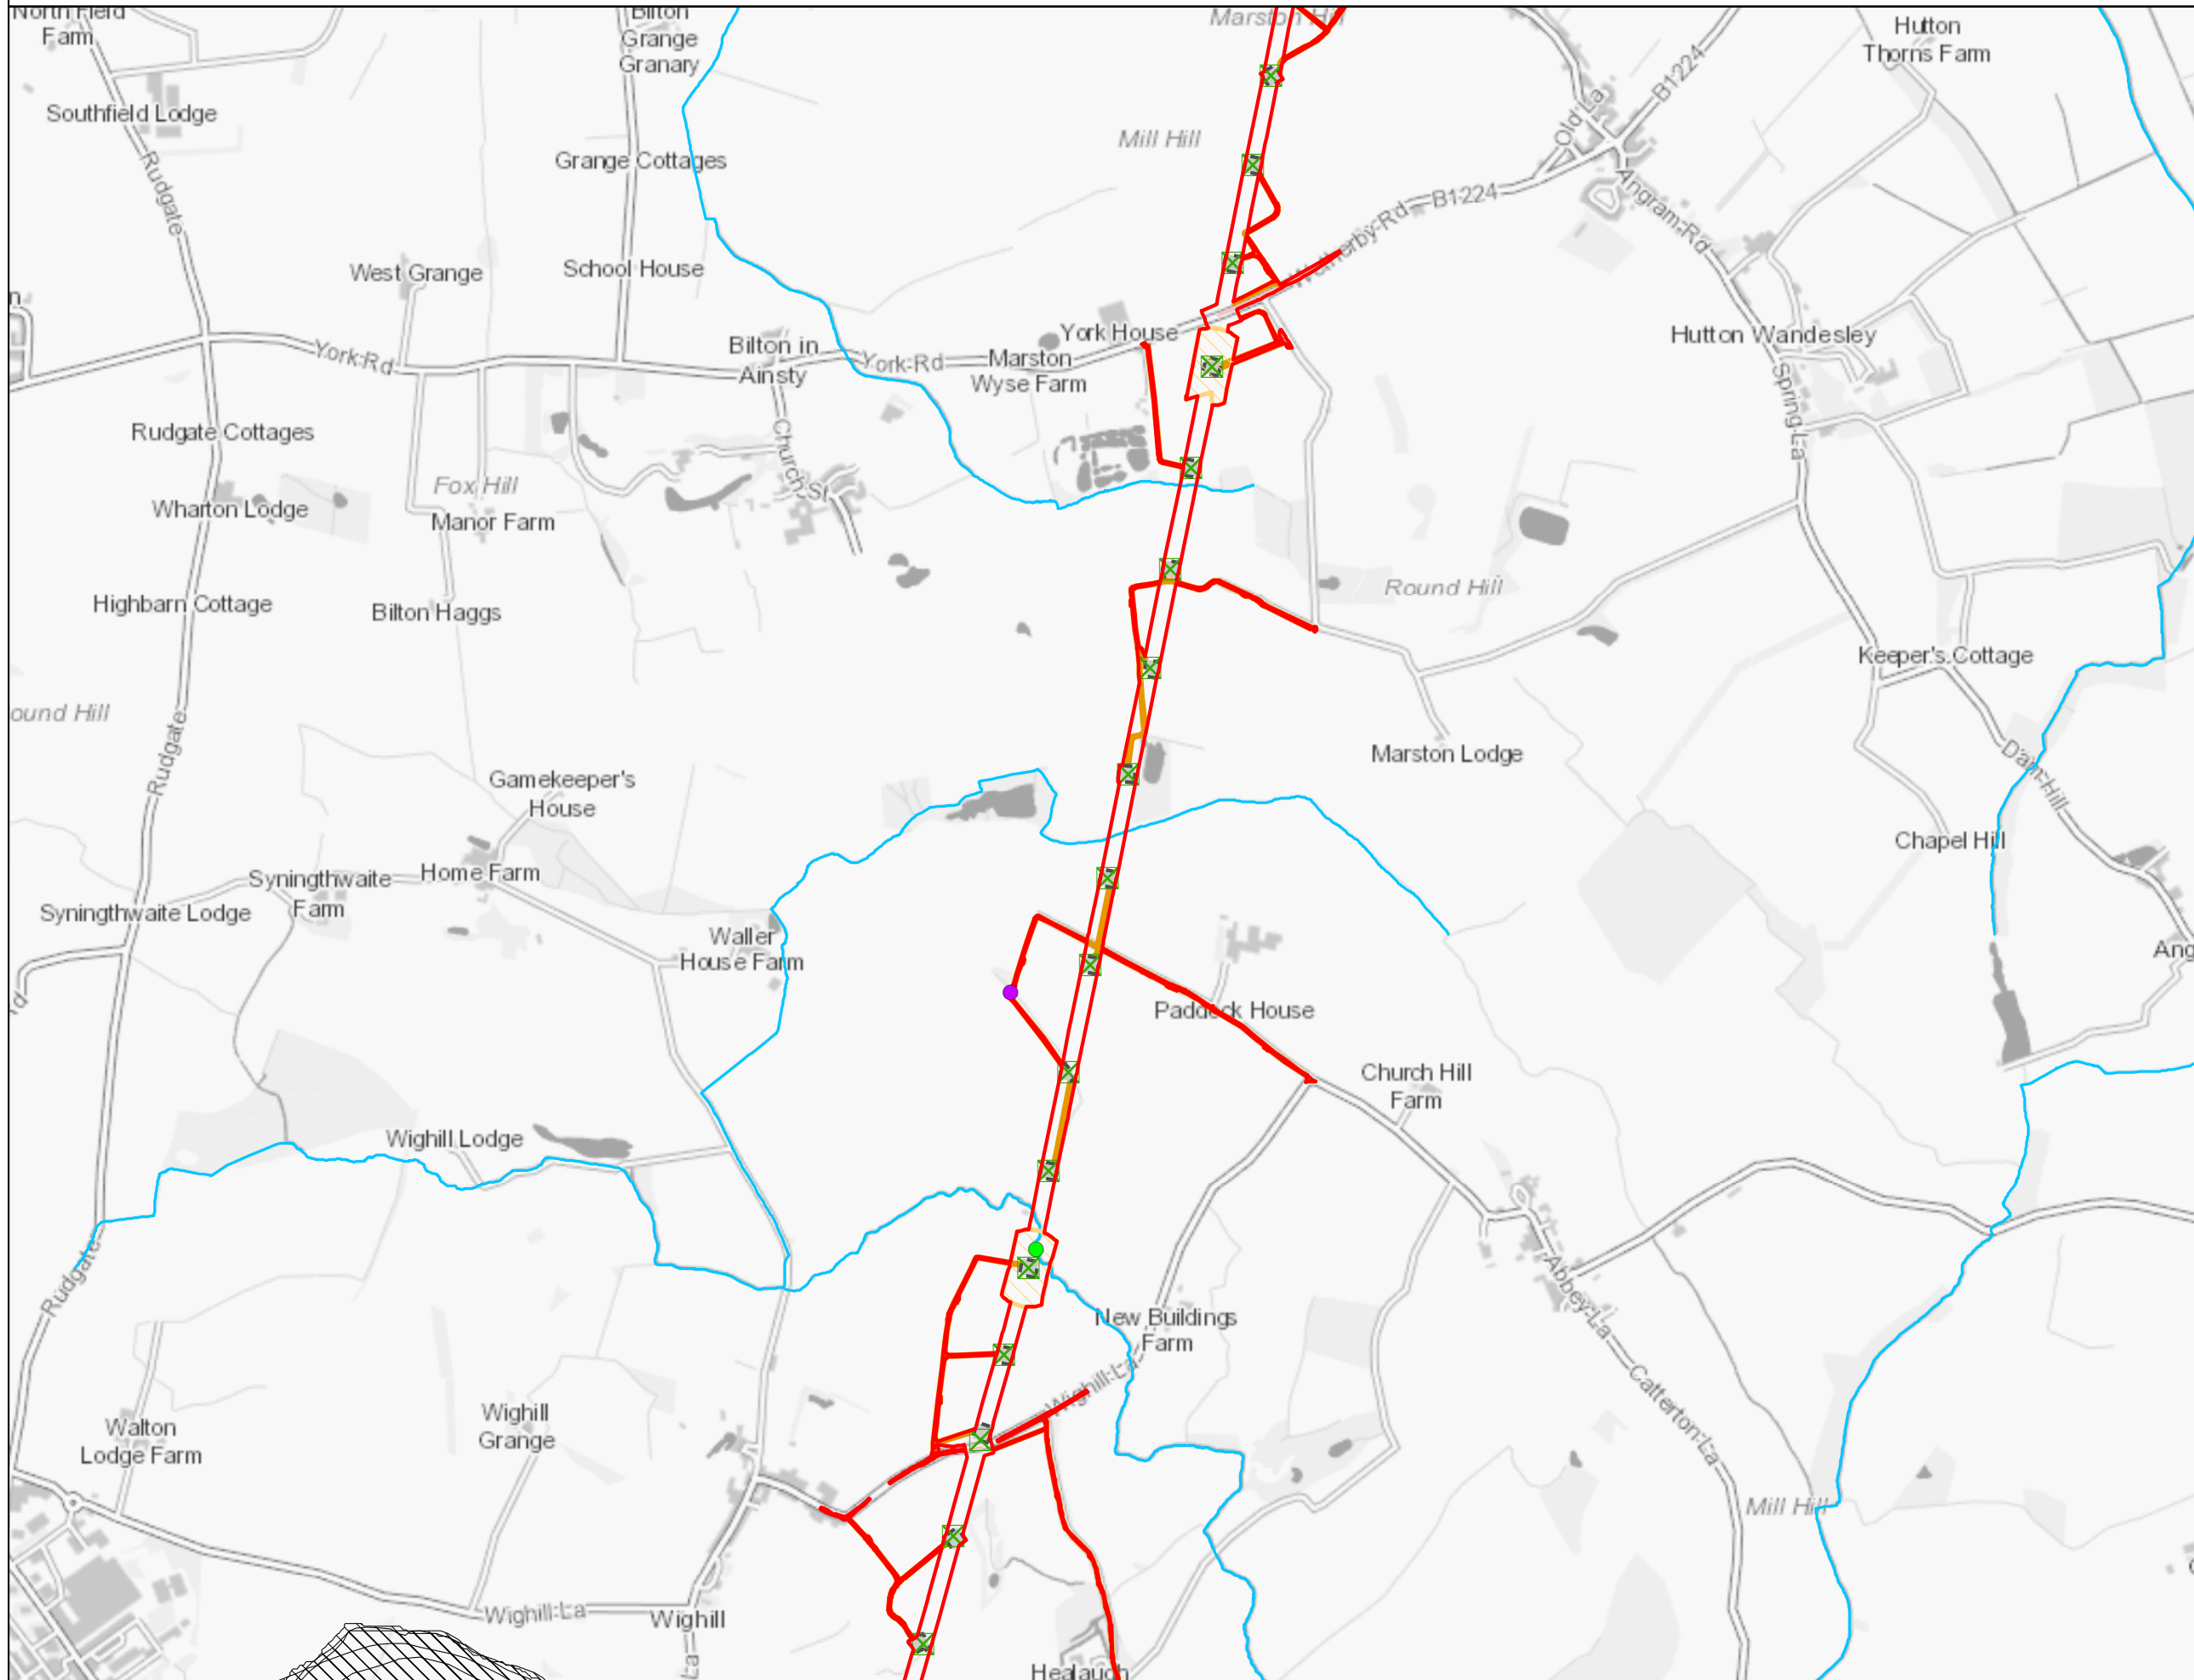 North Field
Farm
Bilton
Grange
Granary
Marston Hill
Hutton
Thorns Farm
Southfield Lodge
Rudgate
Grange Cottages
Mill Hill
Old La
B1224
Wetherby Rd
B1224
Angram Rd
West Grange
School House
York Rd
Bilton in
Ainsty
York Rd
York House
Marston
Wyse Farm
Hutton Wandesley
Spring La
Rudgate Cottages
Church St
Fox Hill
Manor Farm
Wharton Lodge
Highbarn Cottage
Bilton Haggs
Round Hill
Keeper's Cottage
ound Hill
Rudgate
Marston Lodge
Dam Hill
Gamekeeper's
House
Chapel Hill
Syningthwaite
Farm
Home Farm
Syningthwaite Lodge
Waller
House Farm
Ang
rd
Paddock House
Church Hill
Farm
Wighill Lodge
Rudgate
Abbey La
New Buildings
Farm
Wighill La
Catterton La
Walton
Lodge Farm
Wighill
Grange
Mill Hill
Wighill La
Wighill
La
Healaugh